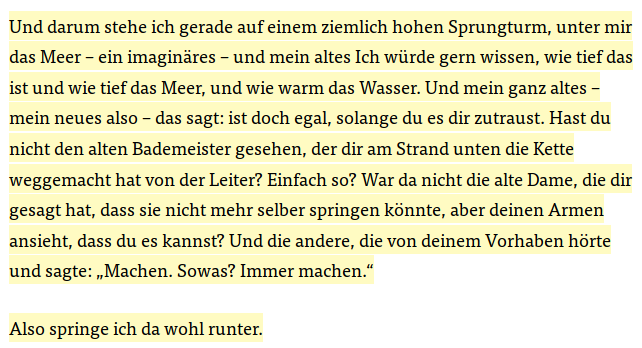 Und darum stehe ich gerade auf einem ziemlich hohen Sprungturm, unter mir
das Meer – ein imaginäres – und mein altes Ich würde gern wissen, wie tief das
ist und wie tief das Meer, und wie warm das Wasser. Und mein ganz altes –
mein neues also – das sagt: ist doch egal, solange du es dir zutraust. Hast du
nicht den alten Bademeister gesehen, der dir am Strand unten die Kette
weggemacht hat von der Leiter? Einfach so? War da nicht die alte Dame, die dir
gesagt hat, dass sie nicht mehr selber springen könnte, aber deinen Armen
ansieht, dass du es kannst? Und die andere, die von deinem Vorhaben hörte
und sagte: „Machen. Sowas? Immer machen.“
Also springe ich da wohl runter.